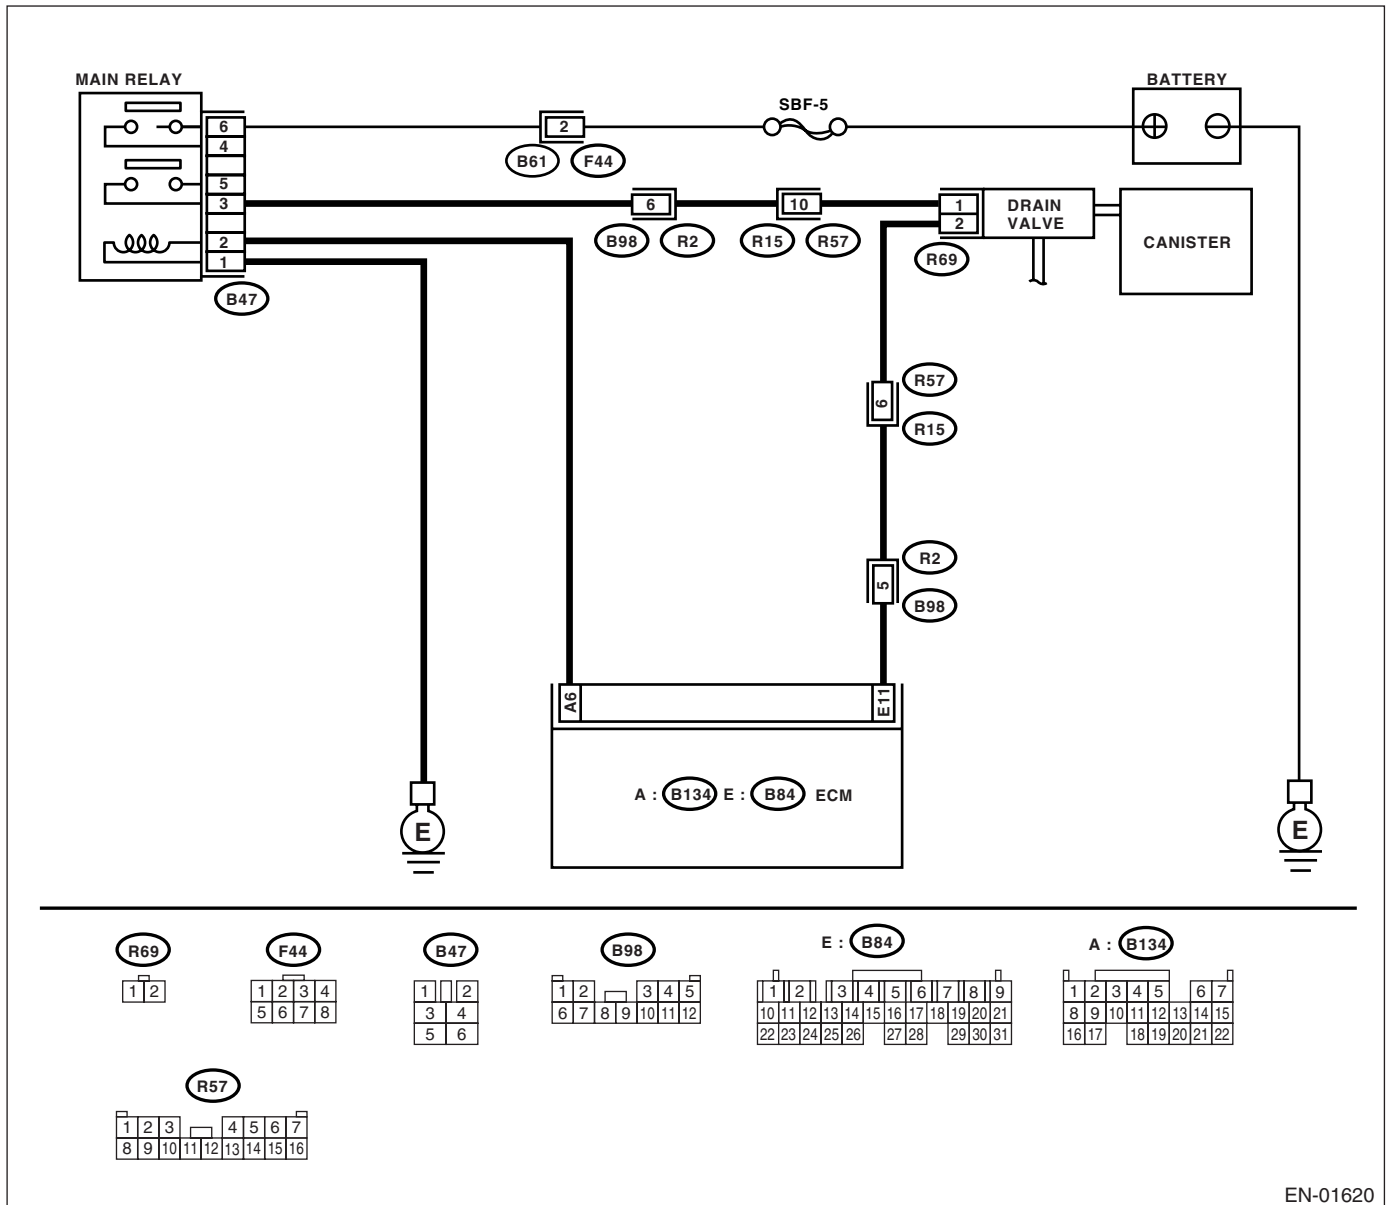 MAIN RELAY
BATTERY
SBF-5
6
4
5
3
2
1
B47
2
B61 F44
6
B98 R2
10
R15 R57
1
2
R69
DRAIN
VALVE
CANISTER
6
R57
R15
5
R2
B98
A6
E11
A : B134 E : B84 ECM
E
E
R69
1 2
F44
1 2 3 4
5 6 7 8
B47
1 2
3 4
5 6
B98
1 2 3 4 5
6 7 8 9 10 11 12
E : B84
1 2 3 4 5 6 7 8 9
10 11 12 13 14 15 16 17 18 19 20 21
22 23 24 25 26 27 28 29 30 31
A : B134
1 2 3 4 5 6 7
8 9 10 11 12 13 14 15
16 17 18 19 20 21 22
R57
1 2 3 4 5 6 7
8 9 10 11 12 13 14 15 16
EN-01620